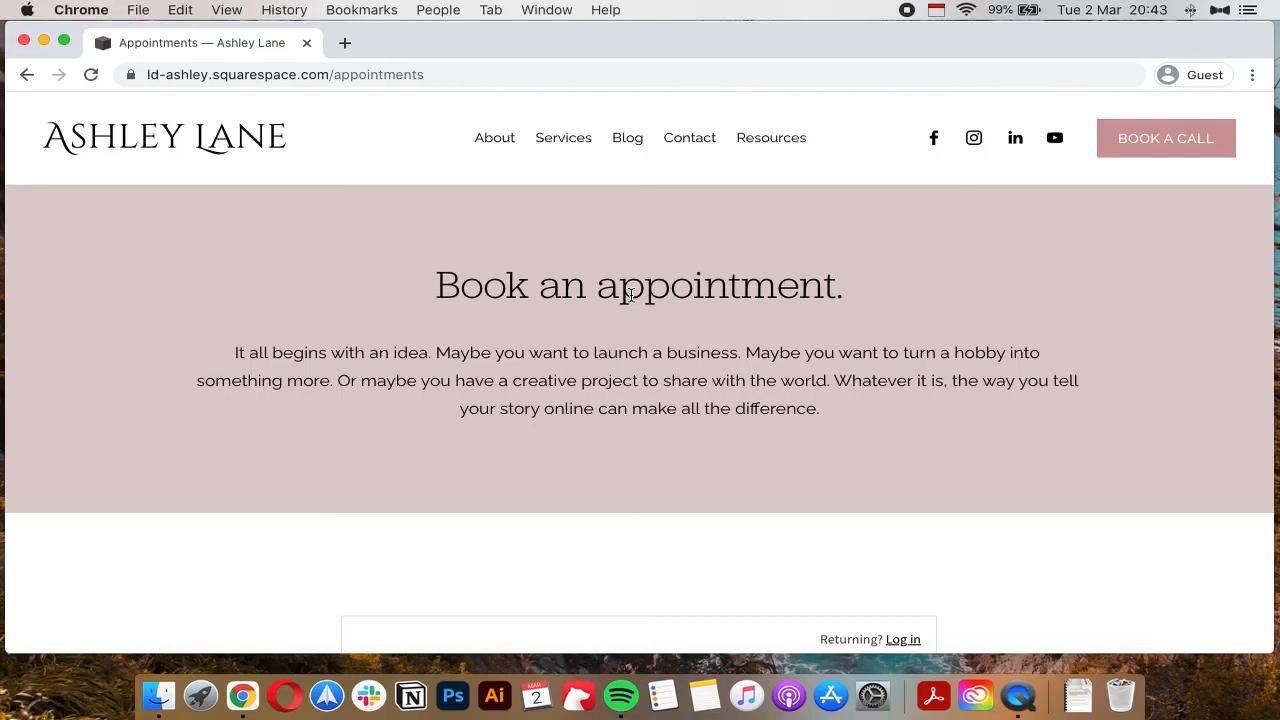 Chrome File Edit View History Bookmarks People Tab Window Help 99% Tue 2 Mar 20:43
Appointments — Ashley Lane
ld-ashley.squarespace.com/appointments Guest
ASHLEY LANE About Services Blog Contact Resources BOOK A CALL
Book an appointment.
It all begins with an idea. Maybe you want to launch a business. Maybe you want to turn a hobby into
something more. Or maybe you have a creative project to share with the world. Whatever it is, the way you tell
your story online can make all the difference.
Returning? Log in
Ps Ai MAR 2